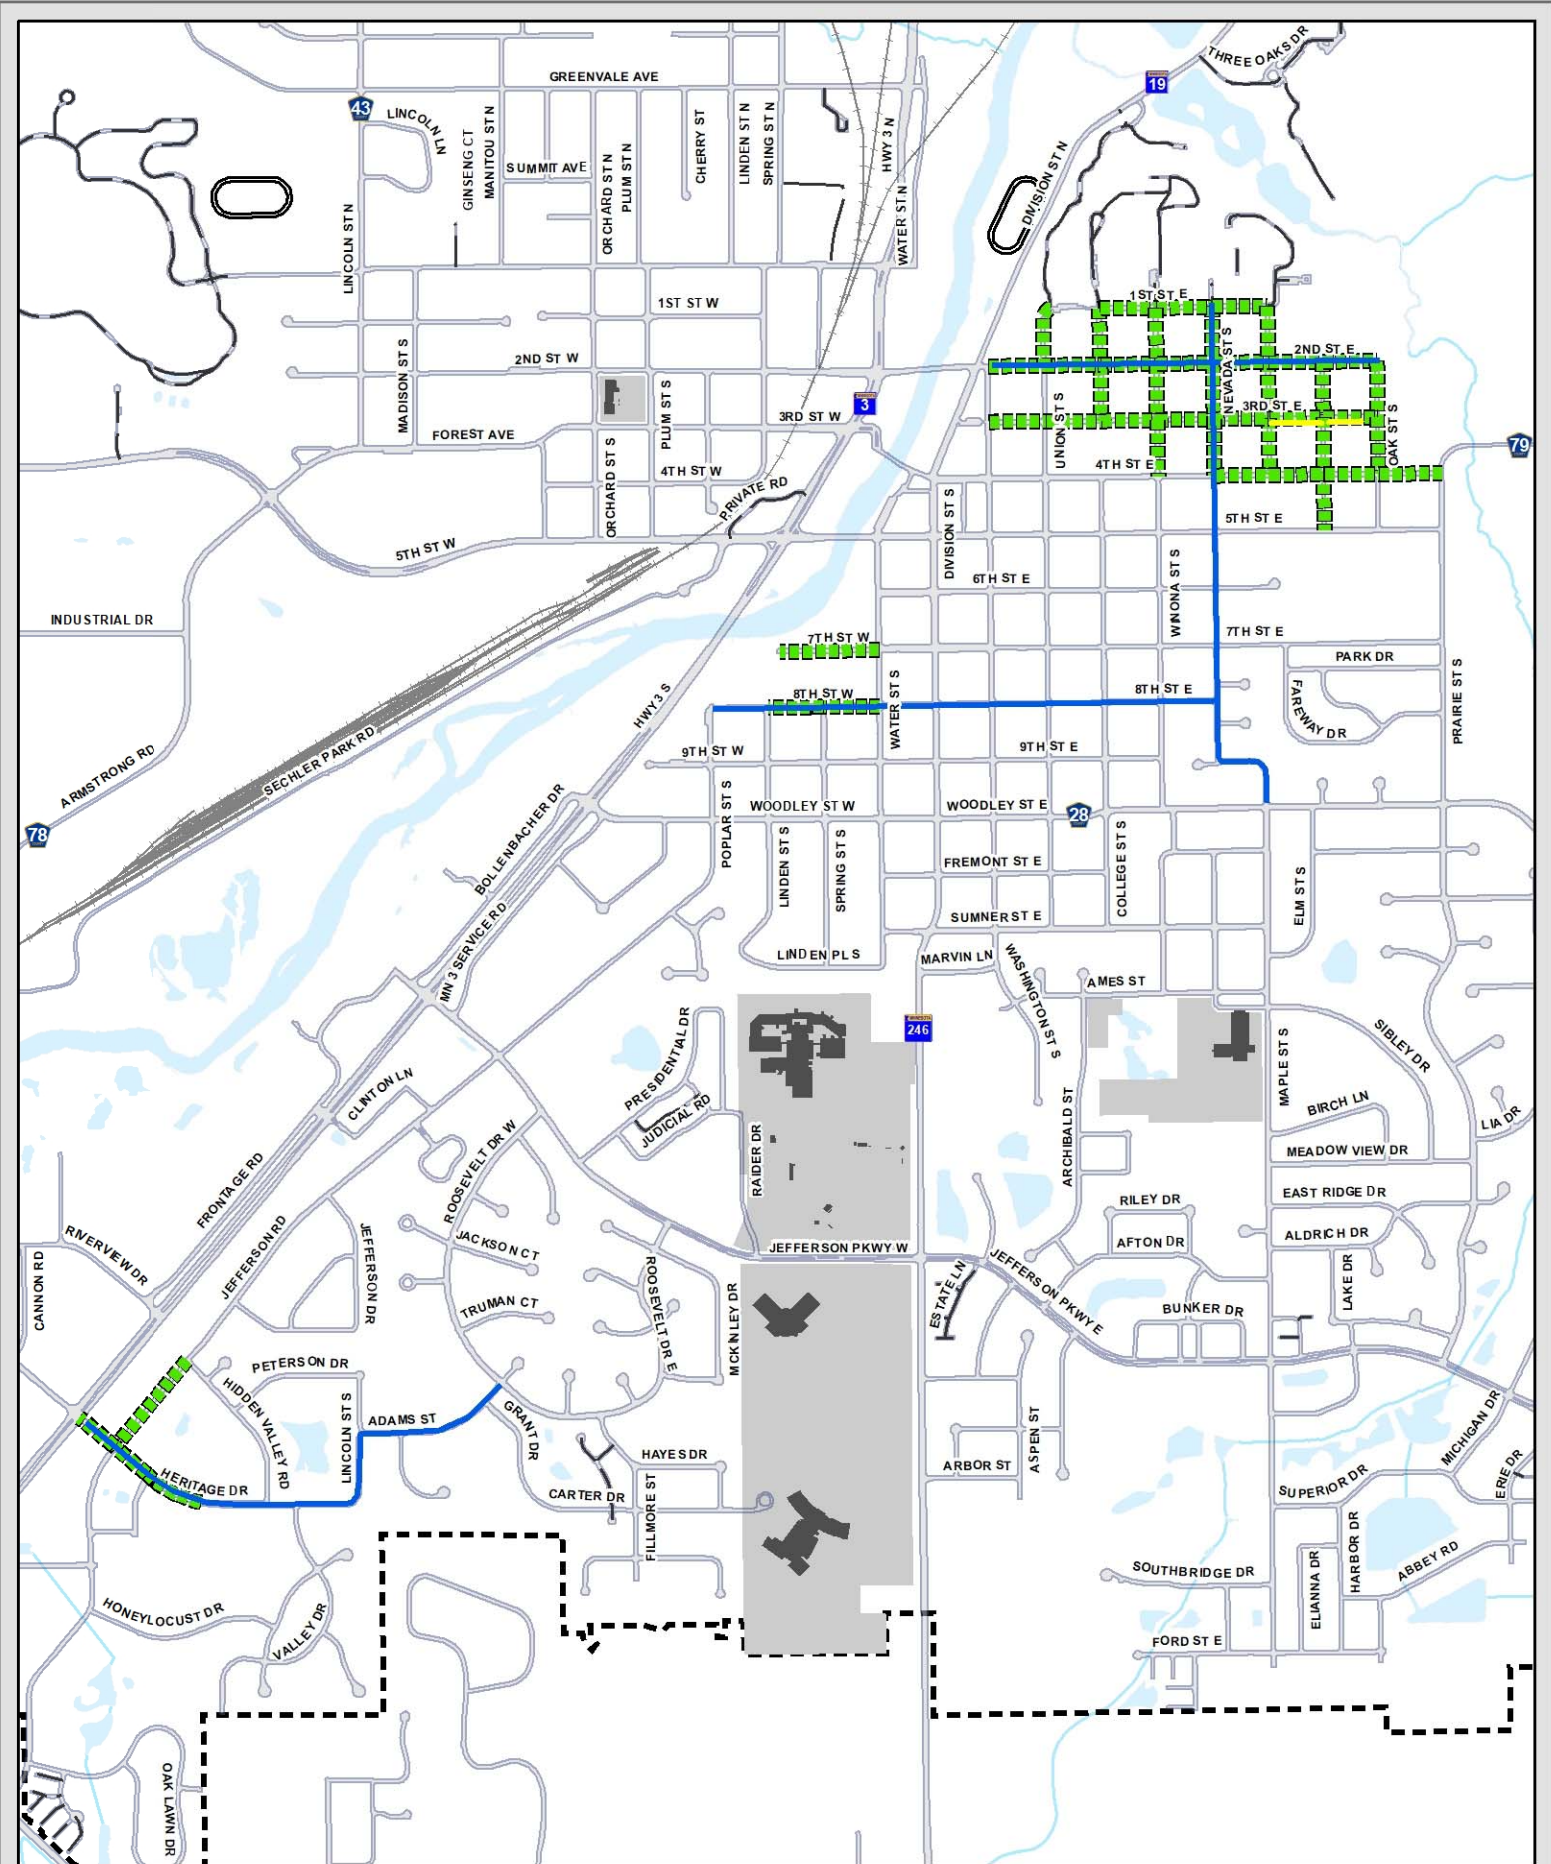 THREE OAKS DR
GREENVALE AVE
19
43
LINCOLN LN
GINSENG CT
MANITOU ST N
SUMMIT AVE
ORCHARD ST N
PLUM ST N
CHERRY ST
LINDEN ST N
SPRING ST N
HWY 3 N
WATER ST N
DIVISION ST N
LINCOLN ST N
1ST ST W
1ST ST E
2ND ST W
2ND ST E
MADISON ST S
NEVADA ST S
PLUM ST S
3
3RD ST W
3RD ST E
FOREST AVE
UNION ST S
OAK ST S
79
ORCHARD ST S
4TH ST W
4TH ST E
PRIVATE RD
5TH ST W
5TH ST E
DIVISION ST S
6TH ST E
WINONA ST S
INDUSTRIAL DR
7TH ST W
7TH ST E
PARK DR
8TH ST W
8TH ST E
WATER ST S
FAREWAY DR
PRAIRIE ST S
HWY 3 S
SECHLER PARK RD
ARMSTRONG RD
9TH ST W
9TH ST E
78
BOLLENBACHER DR
POPLAR ST S
WOODLEY ST W
WOODLEY ST E
28
LINDEN ST S
SPRING ST S
FREMONT ST E
COLLEGE ST S
ELM ST S
SUMNER ST E
MN 3 SERVICE RD
LINDEN PL S
MARVIN LN
WASHINGTON ST S
AMES ST
246
PRESIDENTIAL DR
JUDICIAL RD
SIBLEY DR
MAPLE ST S
CLINTON LN
BIRCH LN
LIA DR
ROOSEVELT DR W
RAIDER DR
ARCHIBALD ST
MEADOW VIEW DR
FRONTAGE RD
EAST RIDGE DR
RILEY DR
JEFFERSON RD
JEFFERSON DR
JACKSON CT
JEFFERSON PKWY W
AFTON DR
ALDRICH DR
RIVERVIEW DR
CANNON RD
ROOSEVELT DR E
MCKINLEY DR
ESTATE LN
JEFFERSON PKWY E
LAKE DR
TRUMAN CT
BUNKER DR
PETERSON DR
HIDDEN VALLEY RD
LINCOLN ST S
ADAMS ST
GRANT DR
HAYES DR
ARBOR ST
ASPEN ST
MICHIGAN DR
HERITAGE DR
CARTER DR
FILLMORE ST
SUPERIOR DR
ERIE DR
HARBOR DR
ELIANNA DR
ABBEY RD
SOUTHBRIDGE DR
HONEYLOCUST DR
VALLEY DR
FORD ST E
OAK LAWN DR